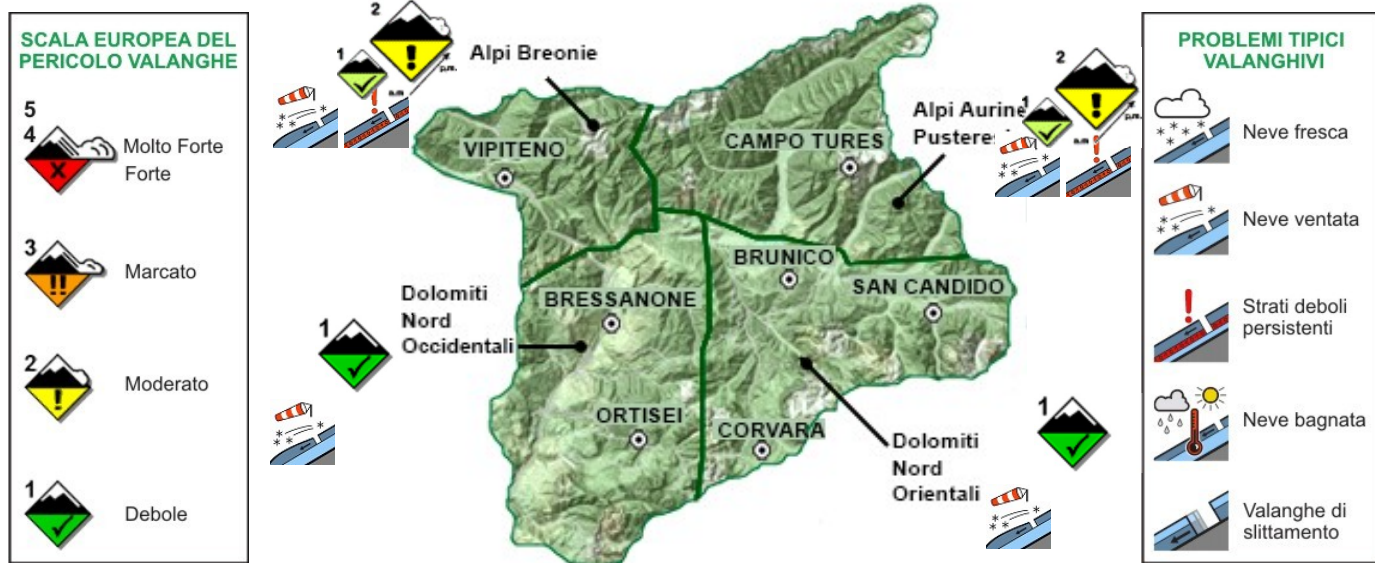 SCALA EUROPEA DEL
PERICOLO VALANGHE
5
4
Molto Forte
Forte
3
Marcato
2
Moderato
1
Debole
2
p.m.
1
a.m
Alpi Breonie
VIPITENO
CAMPO TURES
Alpi Aurine
Pustere
2
p.m.
1
a.m
BRUNICO
SAN CANDIDO
BRESSANONE
Dolomiti
Nord
Occidentali
1
ORTISEI
CORVARA
Dolomiti
Nord
Orientali
1
PROBLEMI TIPICI
VALANGHIVI
Neve fresca
Neve ventata
Strati deboli
persistenti
Neve bagnata
Valanghe di
slittamento